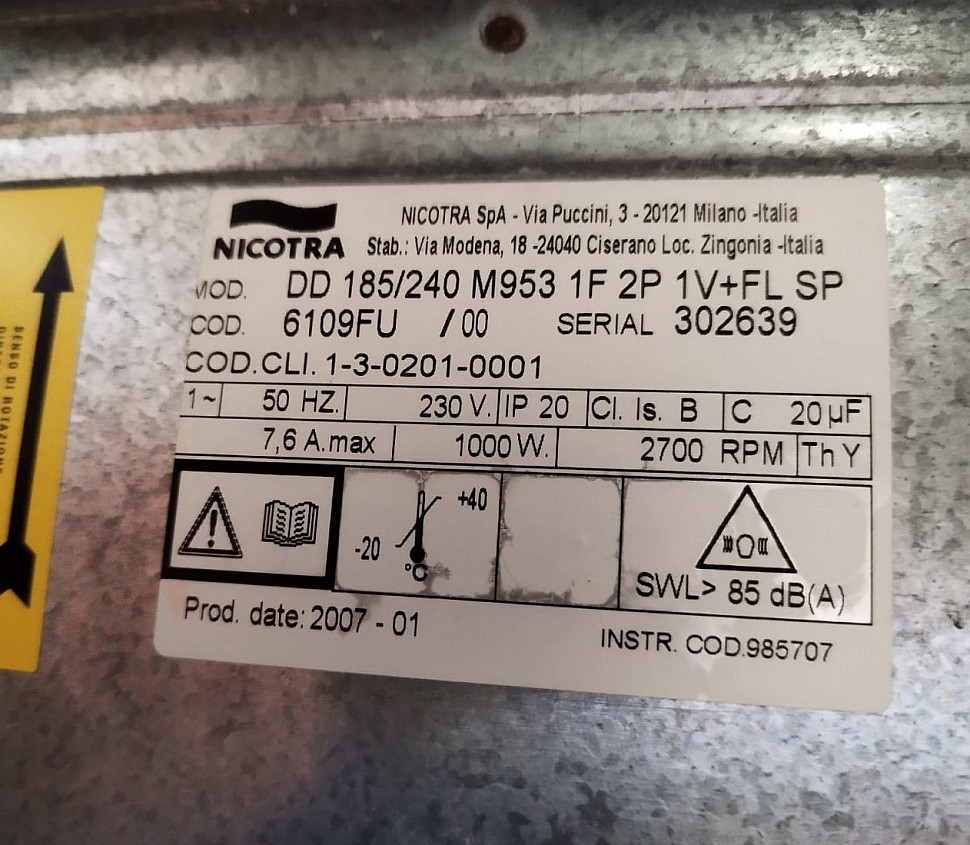 NICOTRA SpA - Via Puccini, 3 - 20121 Milano -Italia
NICOTRA Stab.: Via Modena, 18 -24040 Ciserano Loc. Zingonia -Italia
MOD. DD 185/240 M953 1F 2P 1V+FL SP
COD. 6109FU /00 SERIAL 302639
COD.CLI. 1-3-0201-0001
1~ 50 HZ. 230 V. IP 20 Cl. Is. B C 20µF
7,6 A.max 1000 W. 2700 RPM Th Y
+40
-20
°C
SWL> 85 dB(A)
Prod. date: 2007 - 01
INSTR. COD.985707
SENSO DI ROTAZIONE